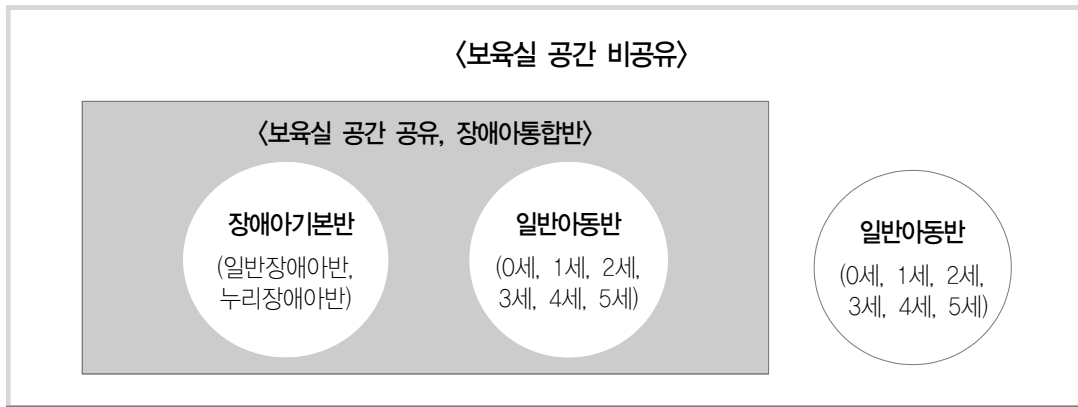 〈보육실 공간 비공유〉
〈보육실 공간 공유, 장애아통합반〉
장애아기본반
(일반장애아반,
누리장애아반)
일반아동반
(0세, 1세, 2세,
3세, 4세, 5세)
일반아동반
(0세, 1세, 2세,
3세, 4세, 5세)